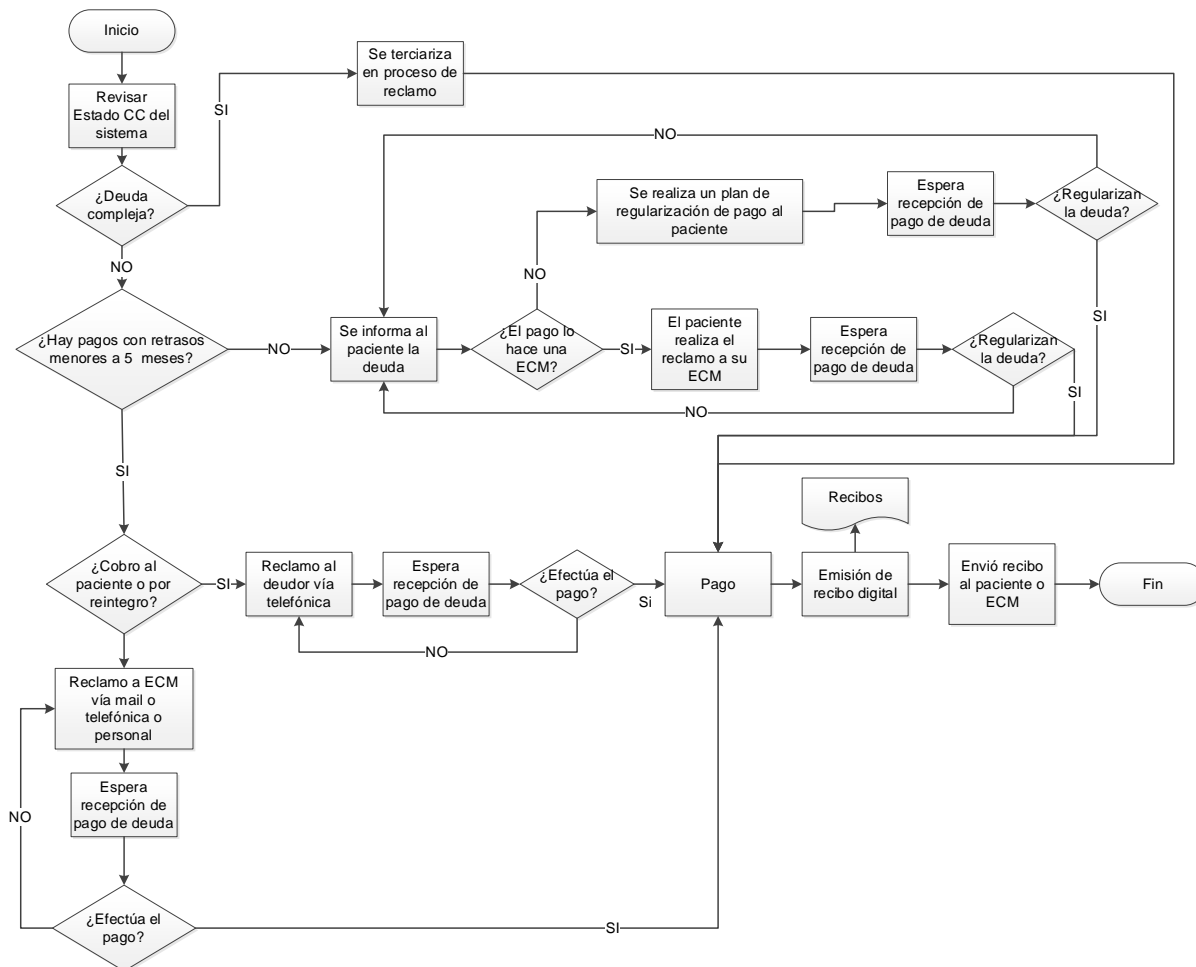 Inicio
Revisar
Estado CC del
sistema
¿Deuda
compleja?
SI
Se terciariza
en proceso de
reclamo
NO
¿Hay pagos con retrasos
menores a 5 meses?
NO
Se informa al
paciente la
deuda
¿El pago lo
hace una
ECM?
NO
Se realiza un plan de
regularización de pago al
paciente
Espera
recepción de
pago de deuda
¿Regularizan
la deuda?
NO
SI
SI
El paciente
realiza el
reclamo a su
ECM
Espera
recepción de
pago de deuda
¿Regularizan
la deuda?
NO
SI
SI
¿Cobro al
paciente o por
reintegro?
SI
Reclamo al
deudor vía
telefónica
Espera
recepción de
pago de deuda
¿Efectúa el
pago?
Si
NO
Pago
Emisión de
recibo digital
Recibos
Envió recibo
al paciente o
ECM
Fin
Reclamo a ECM
vía mail o
telefónica o
personal
Espera
recepción de
pago de deuda
NO
¿Efectúa el
pago?
SI